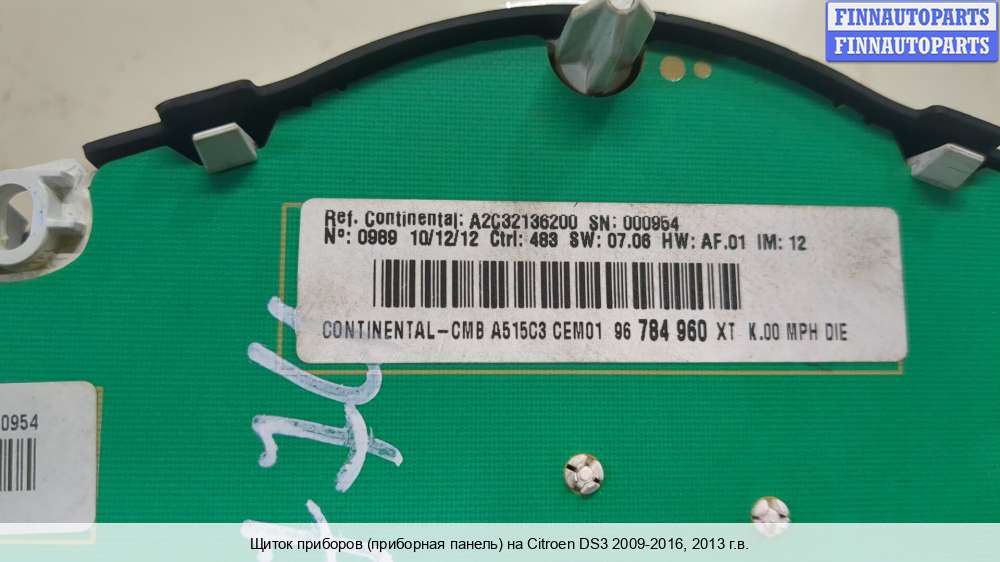 FINNAUTOPARTS
FINNAUTOPARTS
Ref. Continental: A2C32136200 SN: 000954
Nº: 0989 10/12/12 Ctrl: 483 SW: 07.06 HW: AF.01 IM: 12
CONTINENTAL-CMB A515C3 CEM01 96 784 960 XT K.00 MPH DIE
0954
Щиток приборов (приборная панель) на Citroen DS3 2009-2016, 2013 г.в.